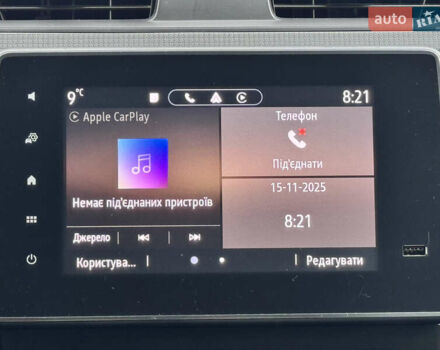 auto RIA
9°C
8:21
Apple CarPlay
Телефон
Під'єднати
Немає під'єднаних пристроїв
15-11-2025
8:21
Джерело
Користува...
Редагувати